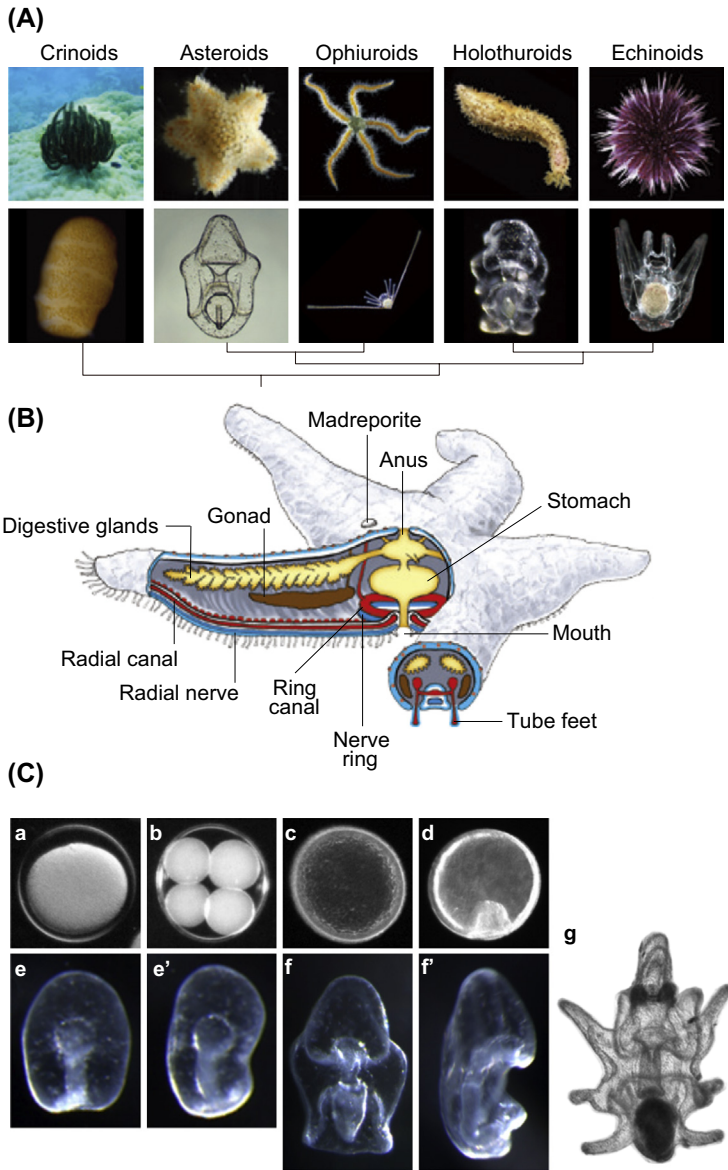 (A)
Crinoids Asteroids Ophiuroids Holothuroids Echinoids
(B)
Madreporite
Anus
Stomach
Gonad
Digestive glands
Mouth
Radial canal
Radial nerve
Ring
canal
Tube feet
Nerve
ring
(C)
a b c d
g
e e’ f f’